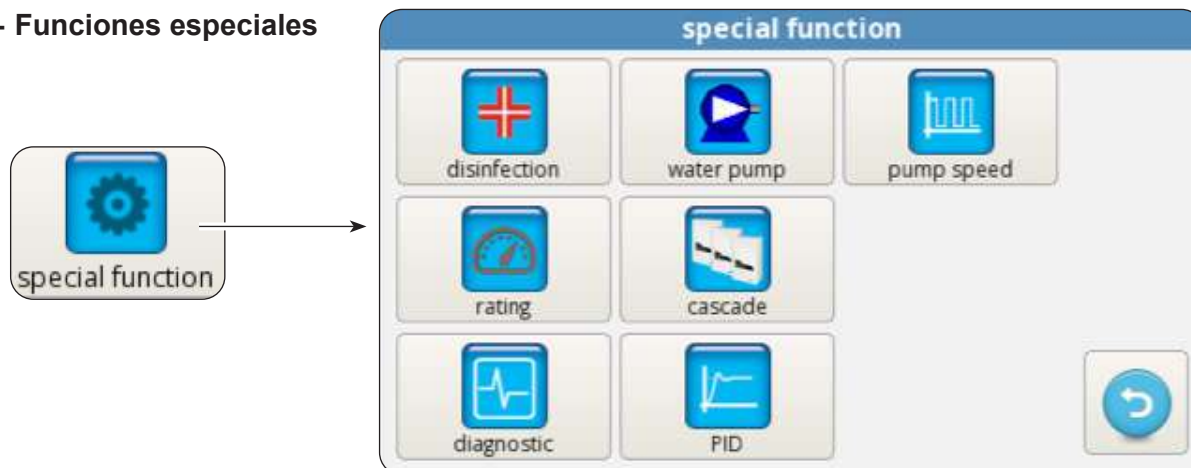 - Funciones especiales
special function
special function
disinfection
water pump
pump speed
rating
cascade
diagnostic
PID